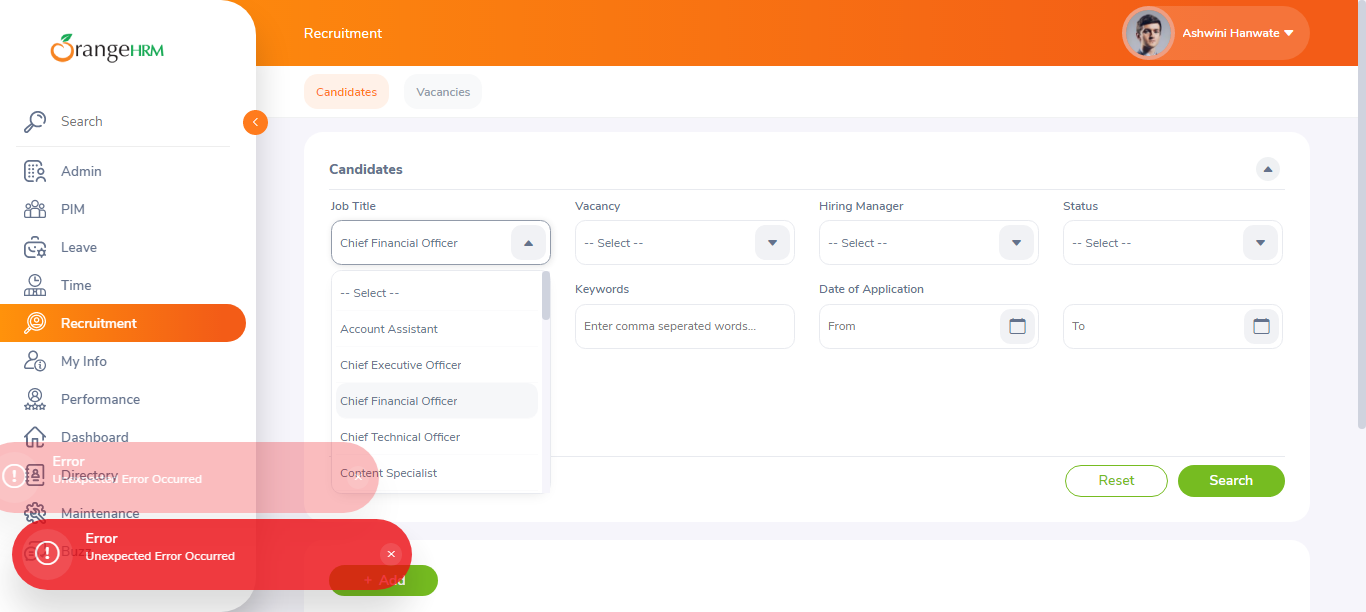 OrangeHRM
Recruitment
Ashwini Hanwate
Candidates
Vacancies
Search
Admin
PIM
Leave
Time
Recruitment
My Info
Performance
Dashboard
Directory
Maintenance
Buzz
Candidates
Job Title
Vacancy
Hiring Manager
Status
Chief Financial Officer
-- Select --
-- Select --
-- Select --
-- Select --
Account Assistant
Chief Executive Officer
Chief Financial Officer
Chief Technical Officer
Content Specialist
Keywords
Date of Application
Enter comma seperated words...
From
To
Reset
Search
Error
Unexpected Error Occurred
Error
Unexpected Error Occurred
+ Add